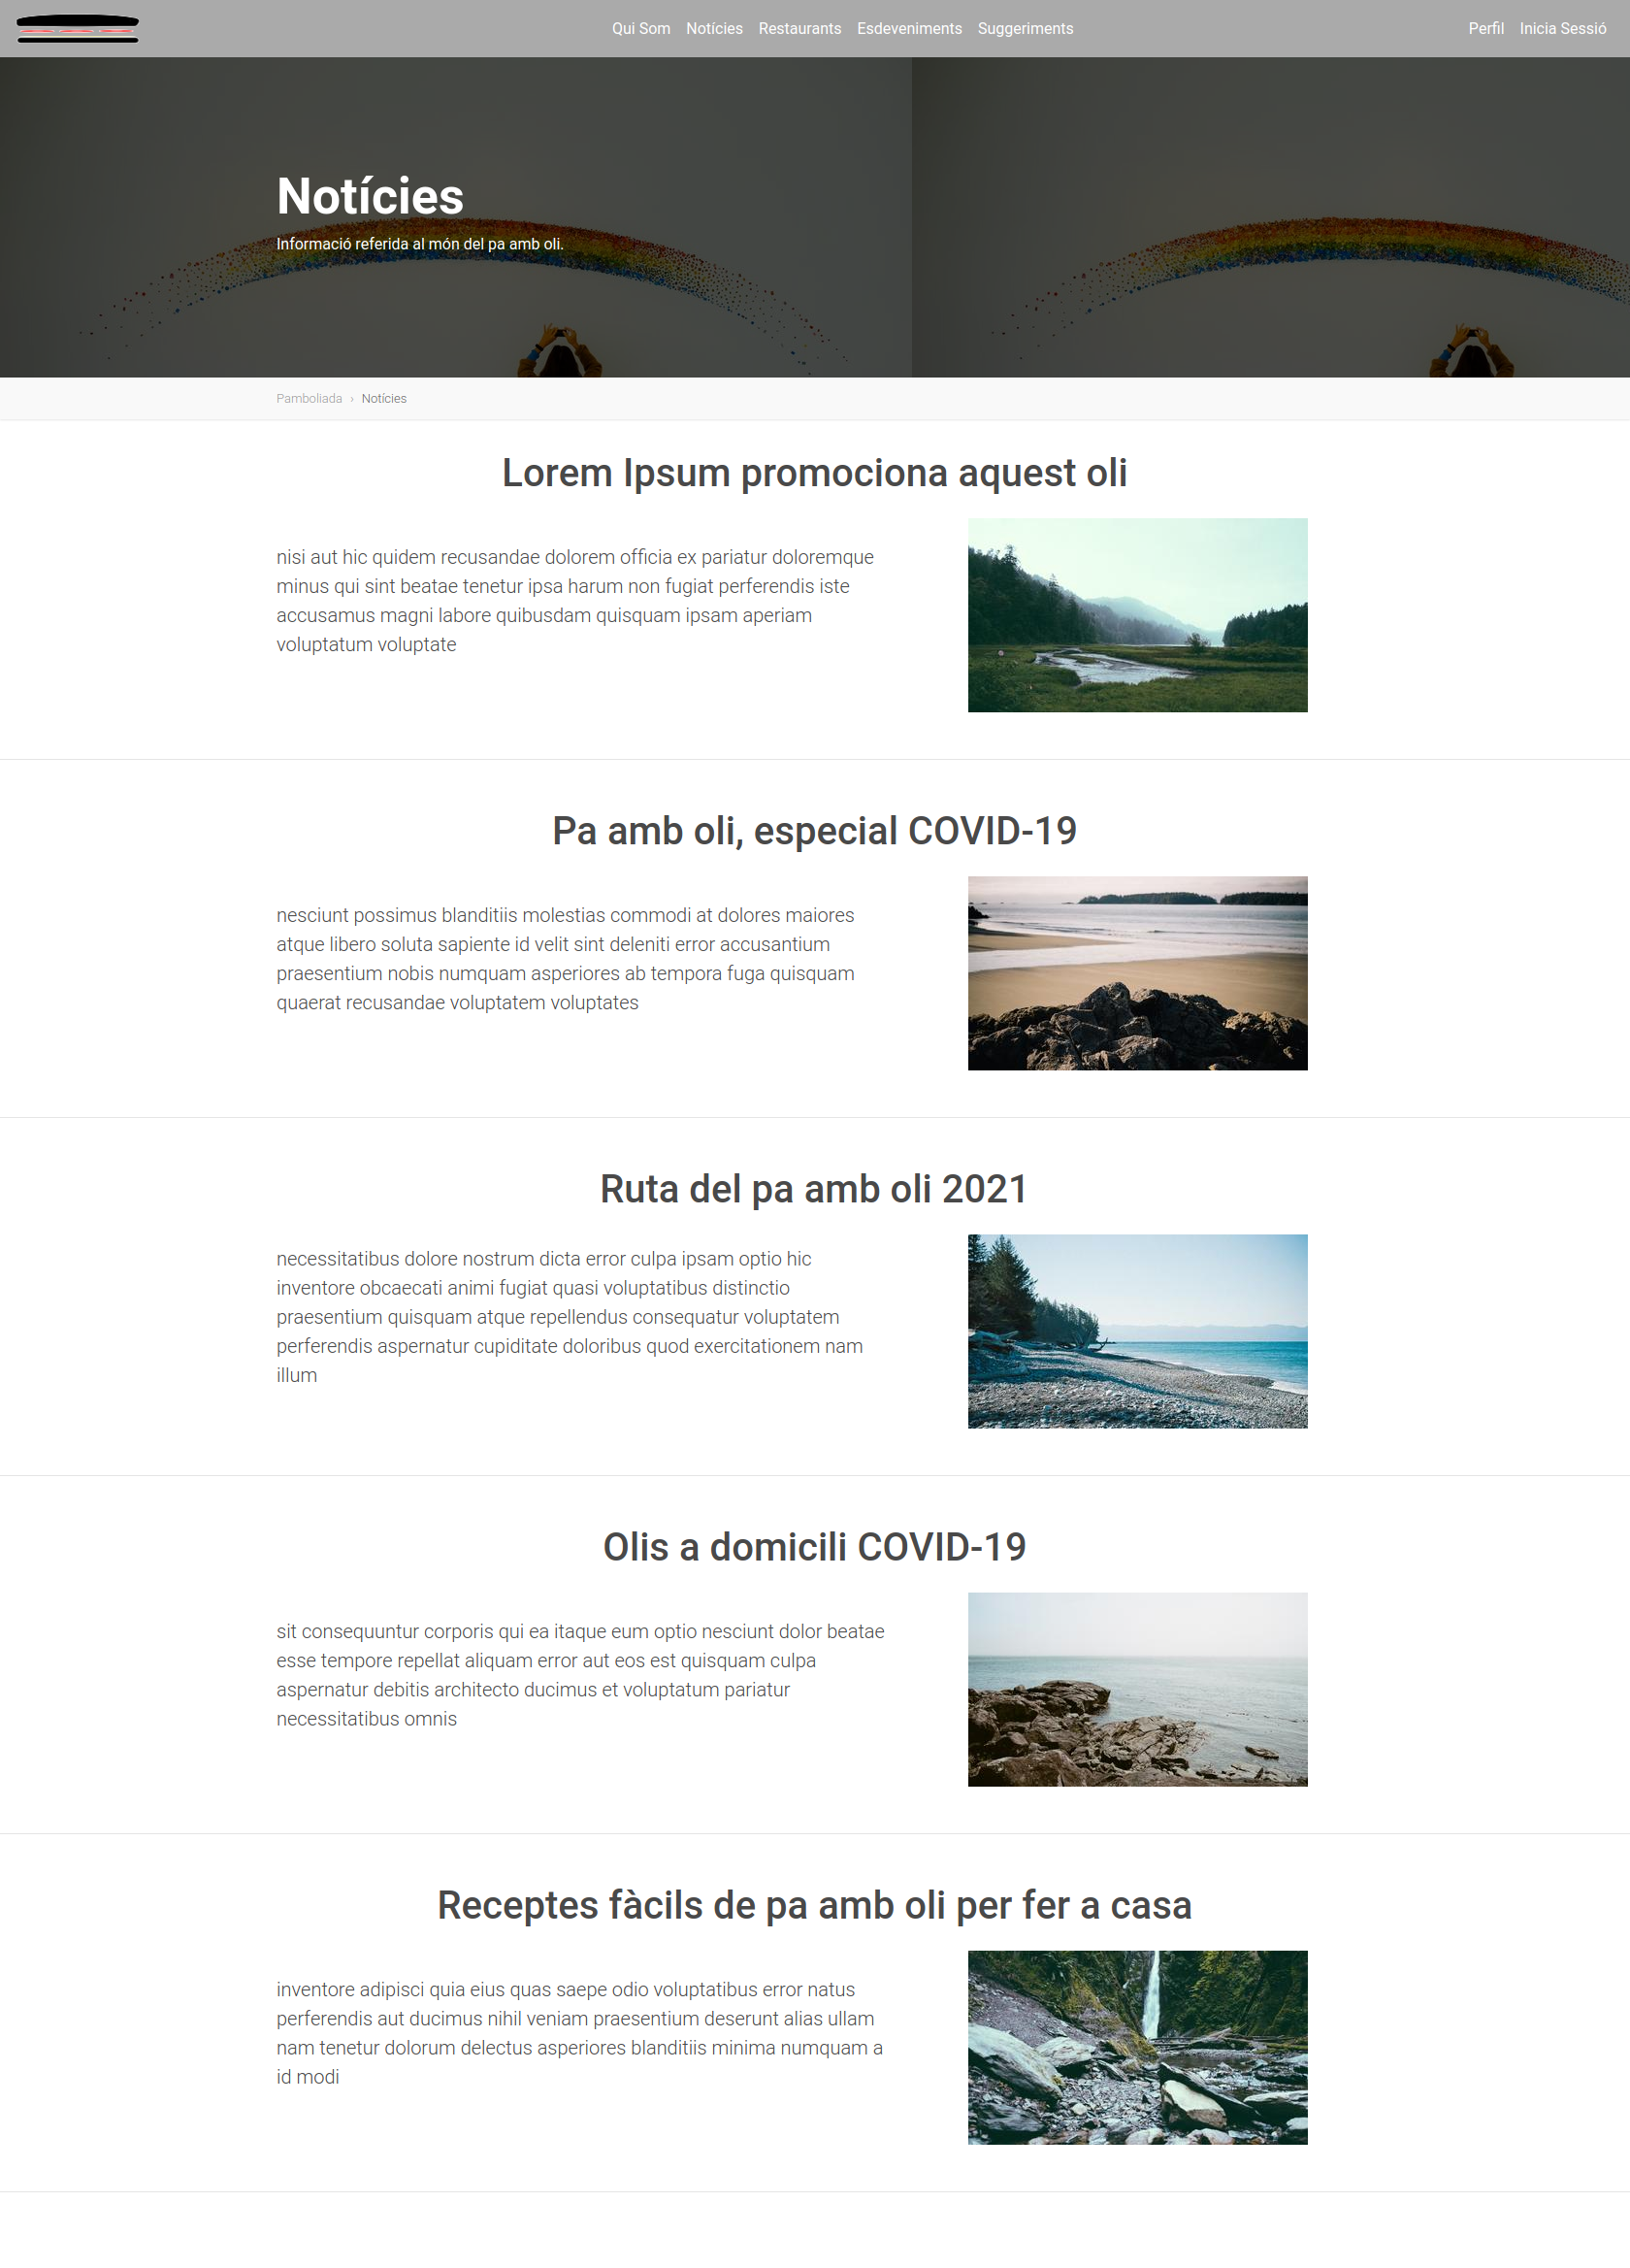 Qui Som Notícies Restaurants Esdeveniments Suggeriments Perfil Inicia Sessió
Notícies
Informació referida al món del pa amb oli.
Pamboliada › Notícies
Lorem Ipsum promociona aquest oli
nisi aut hic quidem recusandae dolorem officia ex pariatur doloremque
minus qui sint beatae tenetur ipsa harum non fugiat perferendis iste
accusamus magni labore quibusdam quisquam ipsam aperiam
voluptatum voluptate
Pa amb oli, especial COVID-19
nesciunt possimus blanditiis molestias commodi at dolores maiores
atque libero soluta sapiente id velit sint deleniti error accusantium
praesentium nobis numquam asperiores ab tempora fuga quisquam
quaerat recusandae voluptatem voluptates
Ruta del pa amb oli 2021
necessitatibus dolore nostrum dicta error culpa ipsam optio hic
inventore obcaecati animi fugiat quasi voluptatibus distinctio
praesentium quisquam atque repellendus consequatur voluptatem
perferendis aspernatur cupiditate doloribus quod exercitationem nam
illum
Olis a domicili COVID-19
sit consequuntur corporis qui ea itaque eum optio nesciunt dolor beatae
esse tempore repellat aliquam error aut eos est quisquam culpa
aspernatur debitis architecto ducimus et voluptatum pariatur
necessitatibus omnis
Receptes fàcils de pa amb oli per fer a casa
inventore adipisci quia eius quas saepe odio voluptatibus error natus
perferendis aut ducimus nihil veniam praesentium deserunt alias ullam
nam tenetur dolorum delectus asperiores blanditiis minima numquam a
id modi